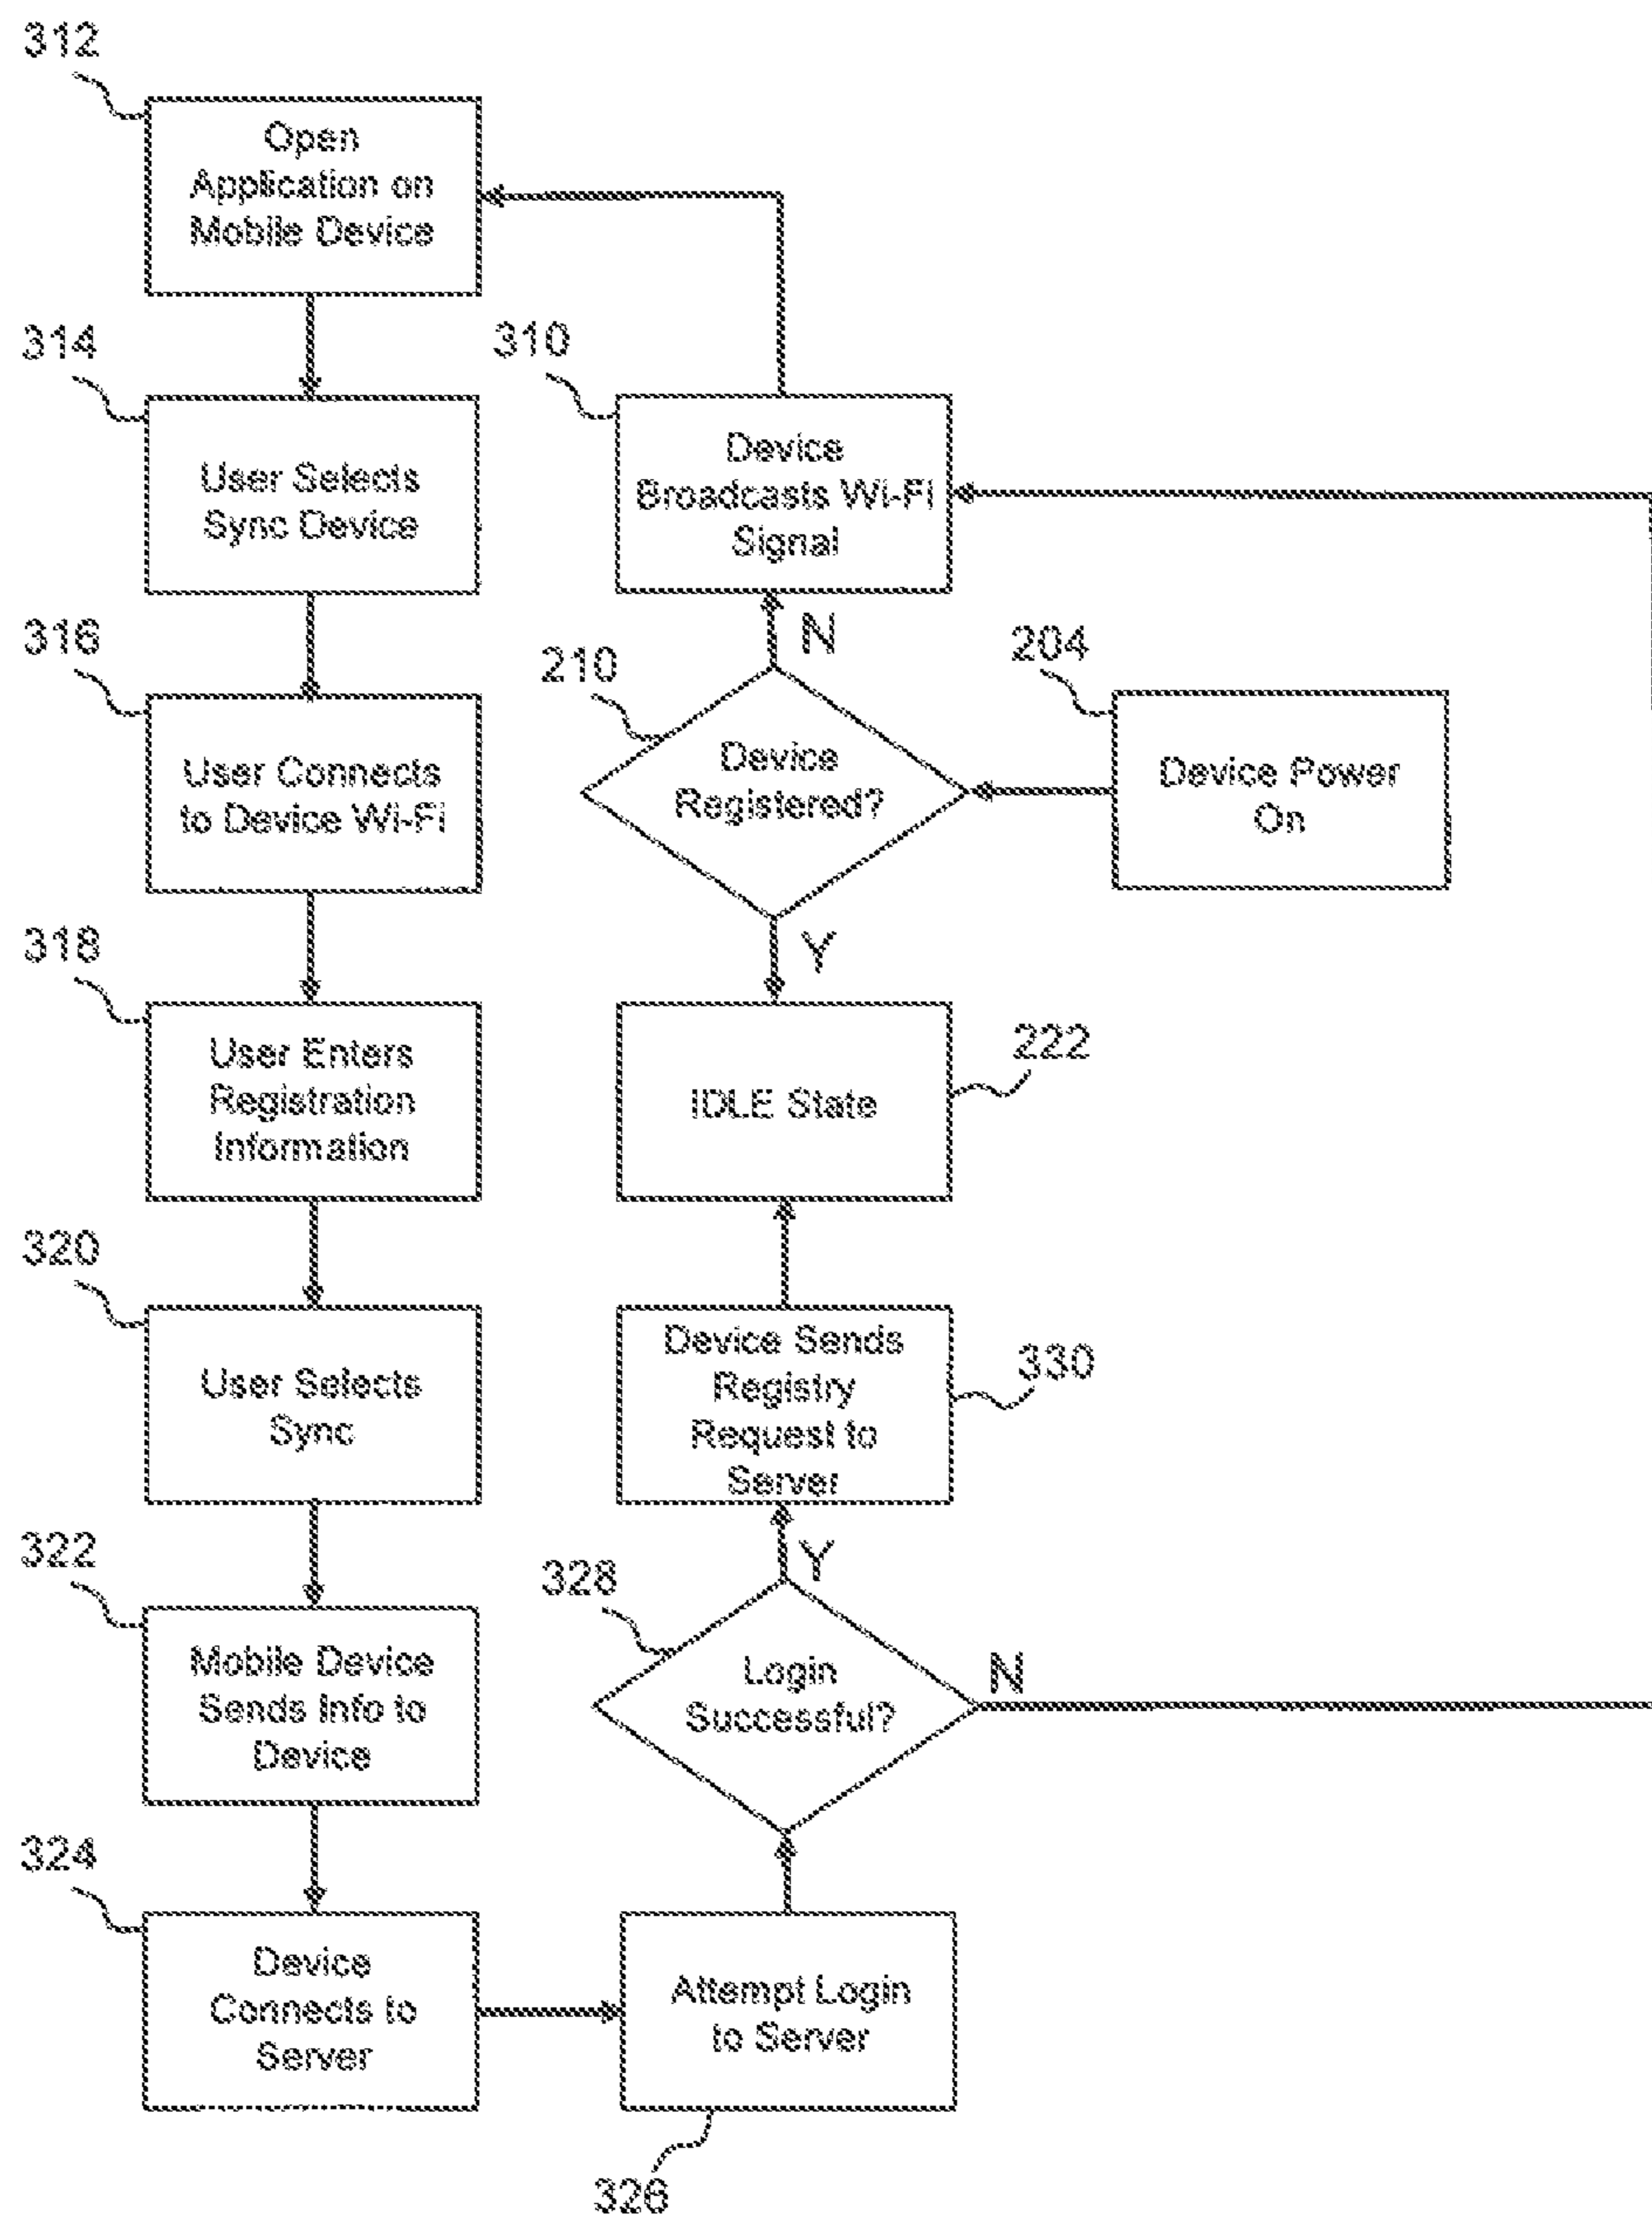 312
Open
Application on
Mobile Device
314
User Selects
Sync Device
310
Device
Broadcasts Wi-Fi
Signal
N
316
User Connects
to Device Wi-Fi
210
Device
Registered?
204
Device Power
On
Y
318
User Enters
Registration
Information
IDLE State
222
320
User Selects
Sync
Device Sends
Registry
Request to
Server
330
Y
322
Mobile Device
Sends Info to
Device
328
Login
Successful?
N
324
Device
Connects to
Server
Attempt Login
to Server
326